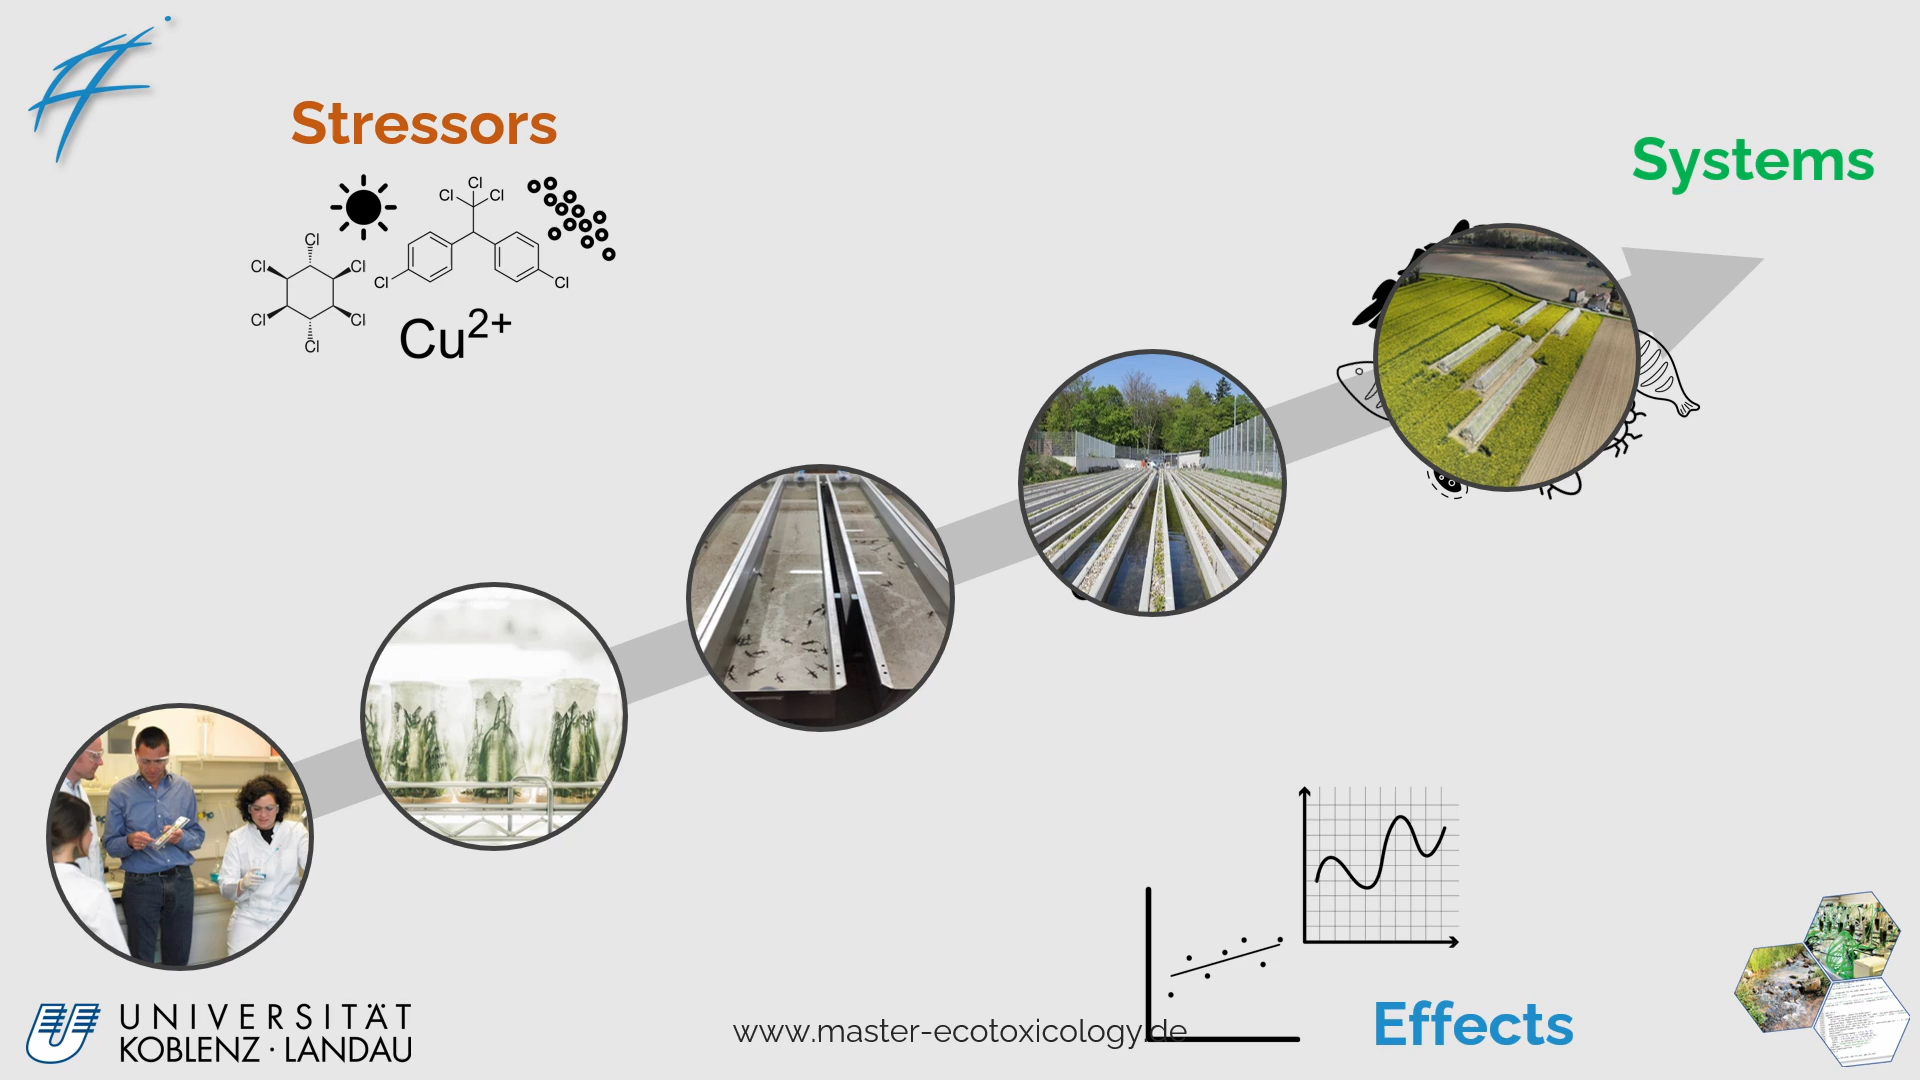 Stressors
Systems
Cl
Cl
Cl
Cl
Cl
Cl
Cl
Cl
Cl
Cl
Cl
Cu2+
Effects
www.master-ecotoxicology.de
UNIVERSITÄT
KOBLENZ · LANDAU